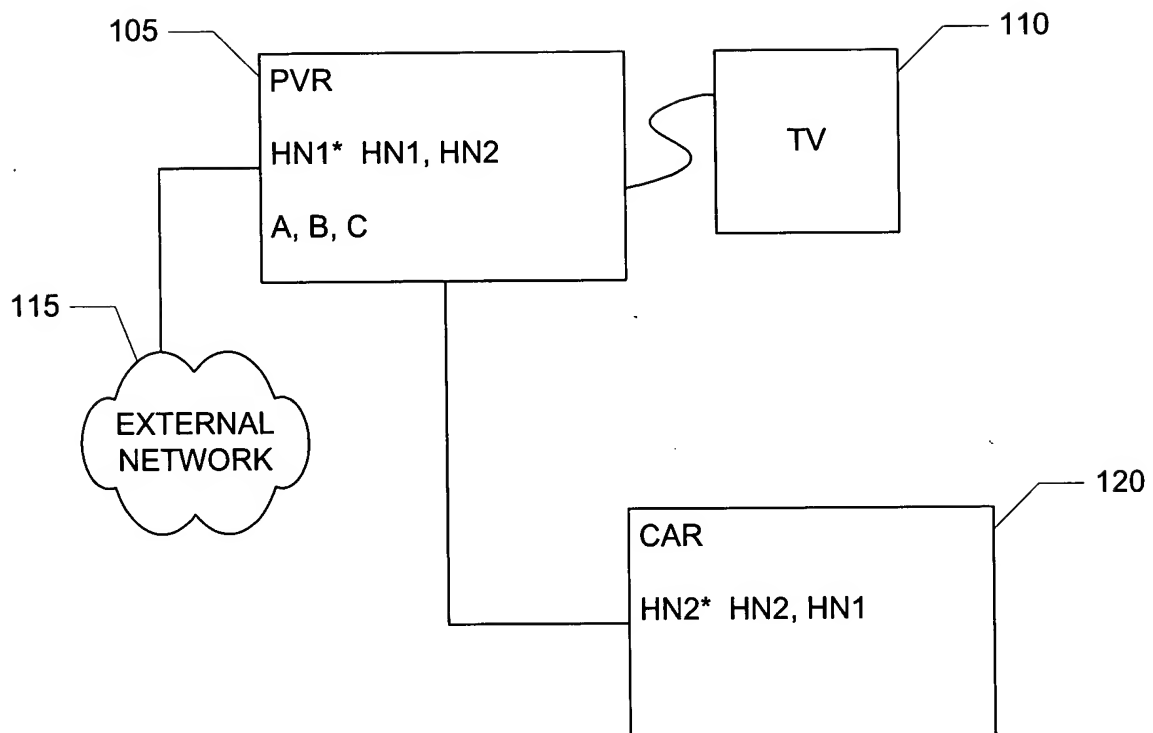 105
110
PVR
TV
HN1* HN1, HN2
A, B, C
115
EXTERNAL
NETWORK
120
CAR
HN2* HN2, HN1